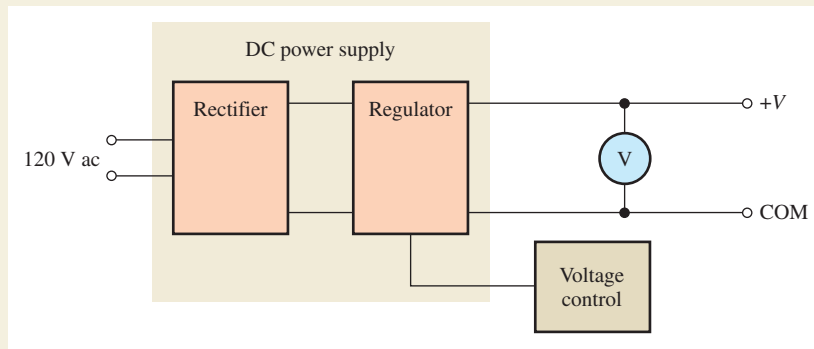 DC power supply
Rectifier
Regulator
+V
120 V ac
V
COM
Voltage
control